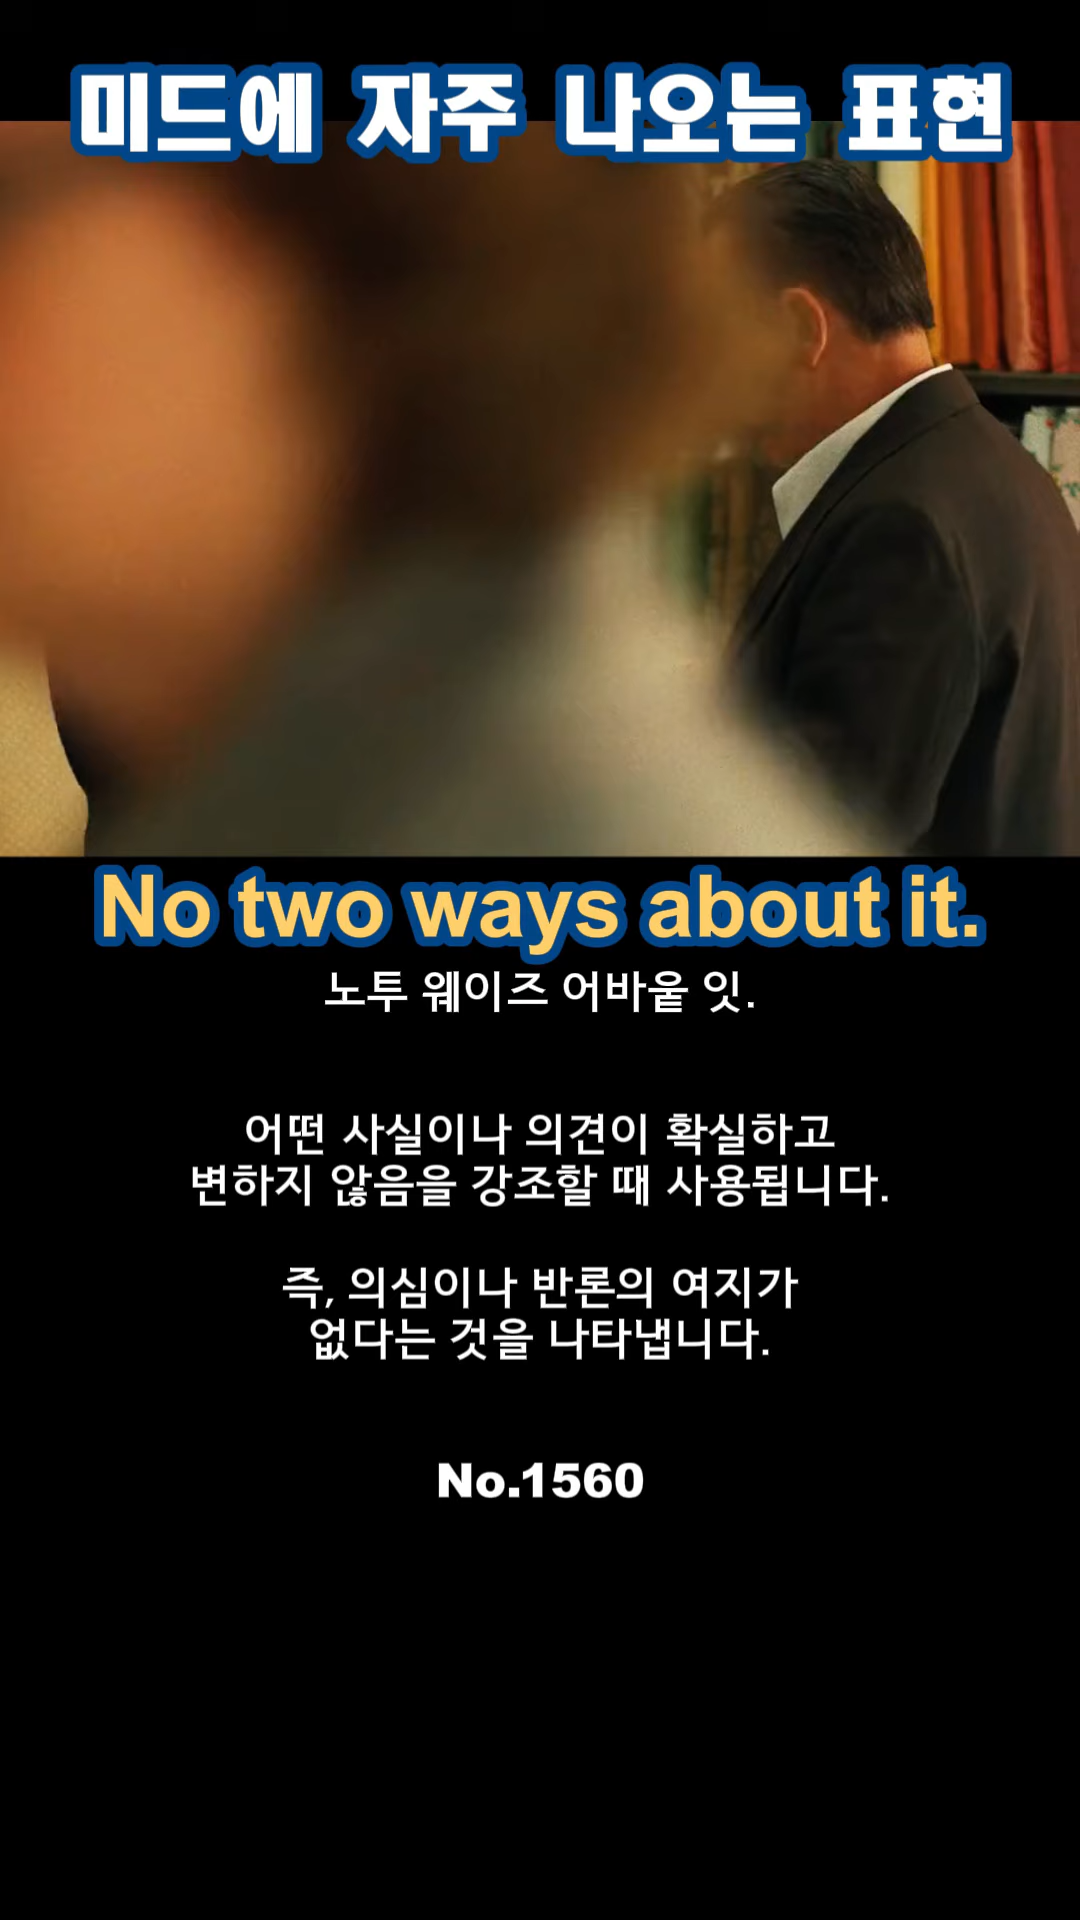 미드에 자주 나오는 표현
No two ways about it.
노투 웨이즈 어바웉 잇.
어떤 사실이나 의견이 확실하고
변하지 않음을 강조할 때 사용됩니다.
즉, 의심이나 반론의 여지가
없다는 것을 나타냅니다.
No.1560